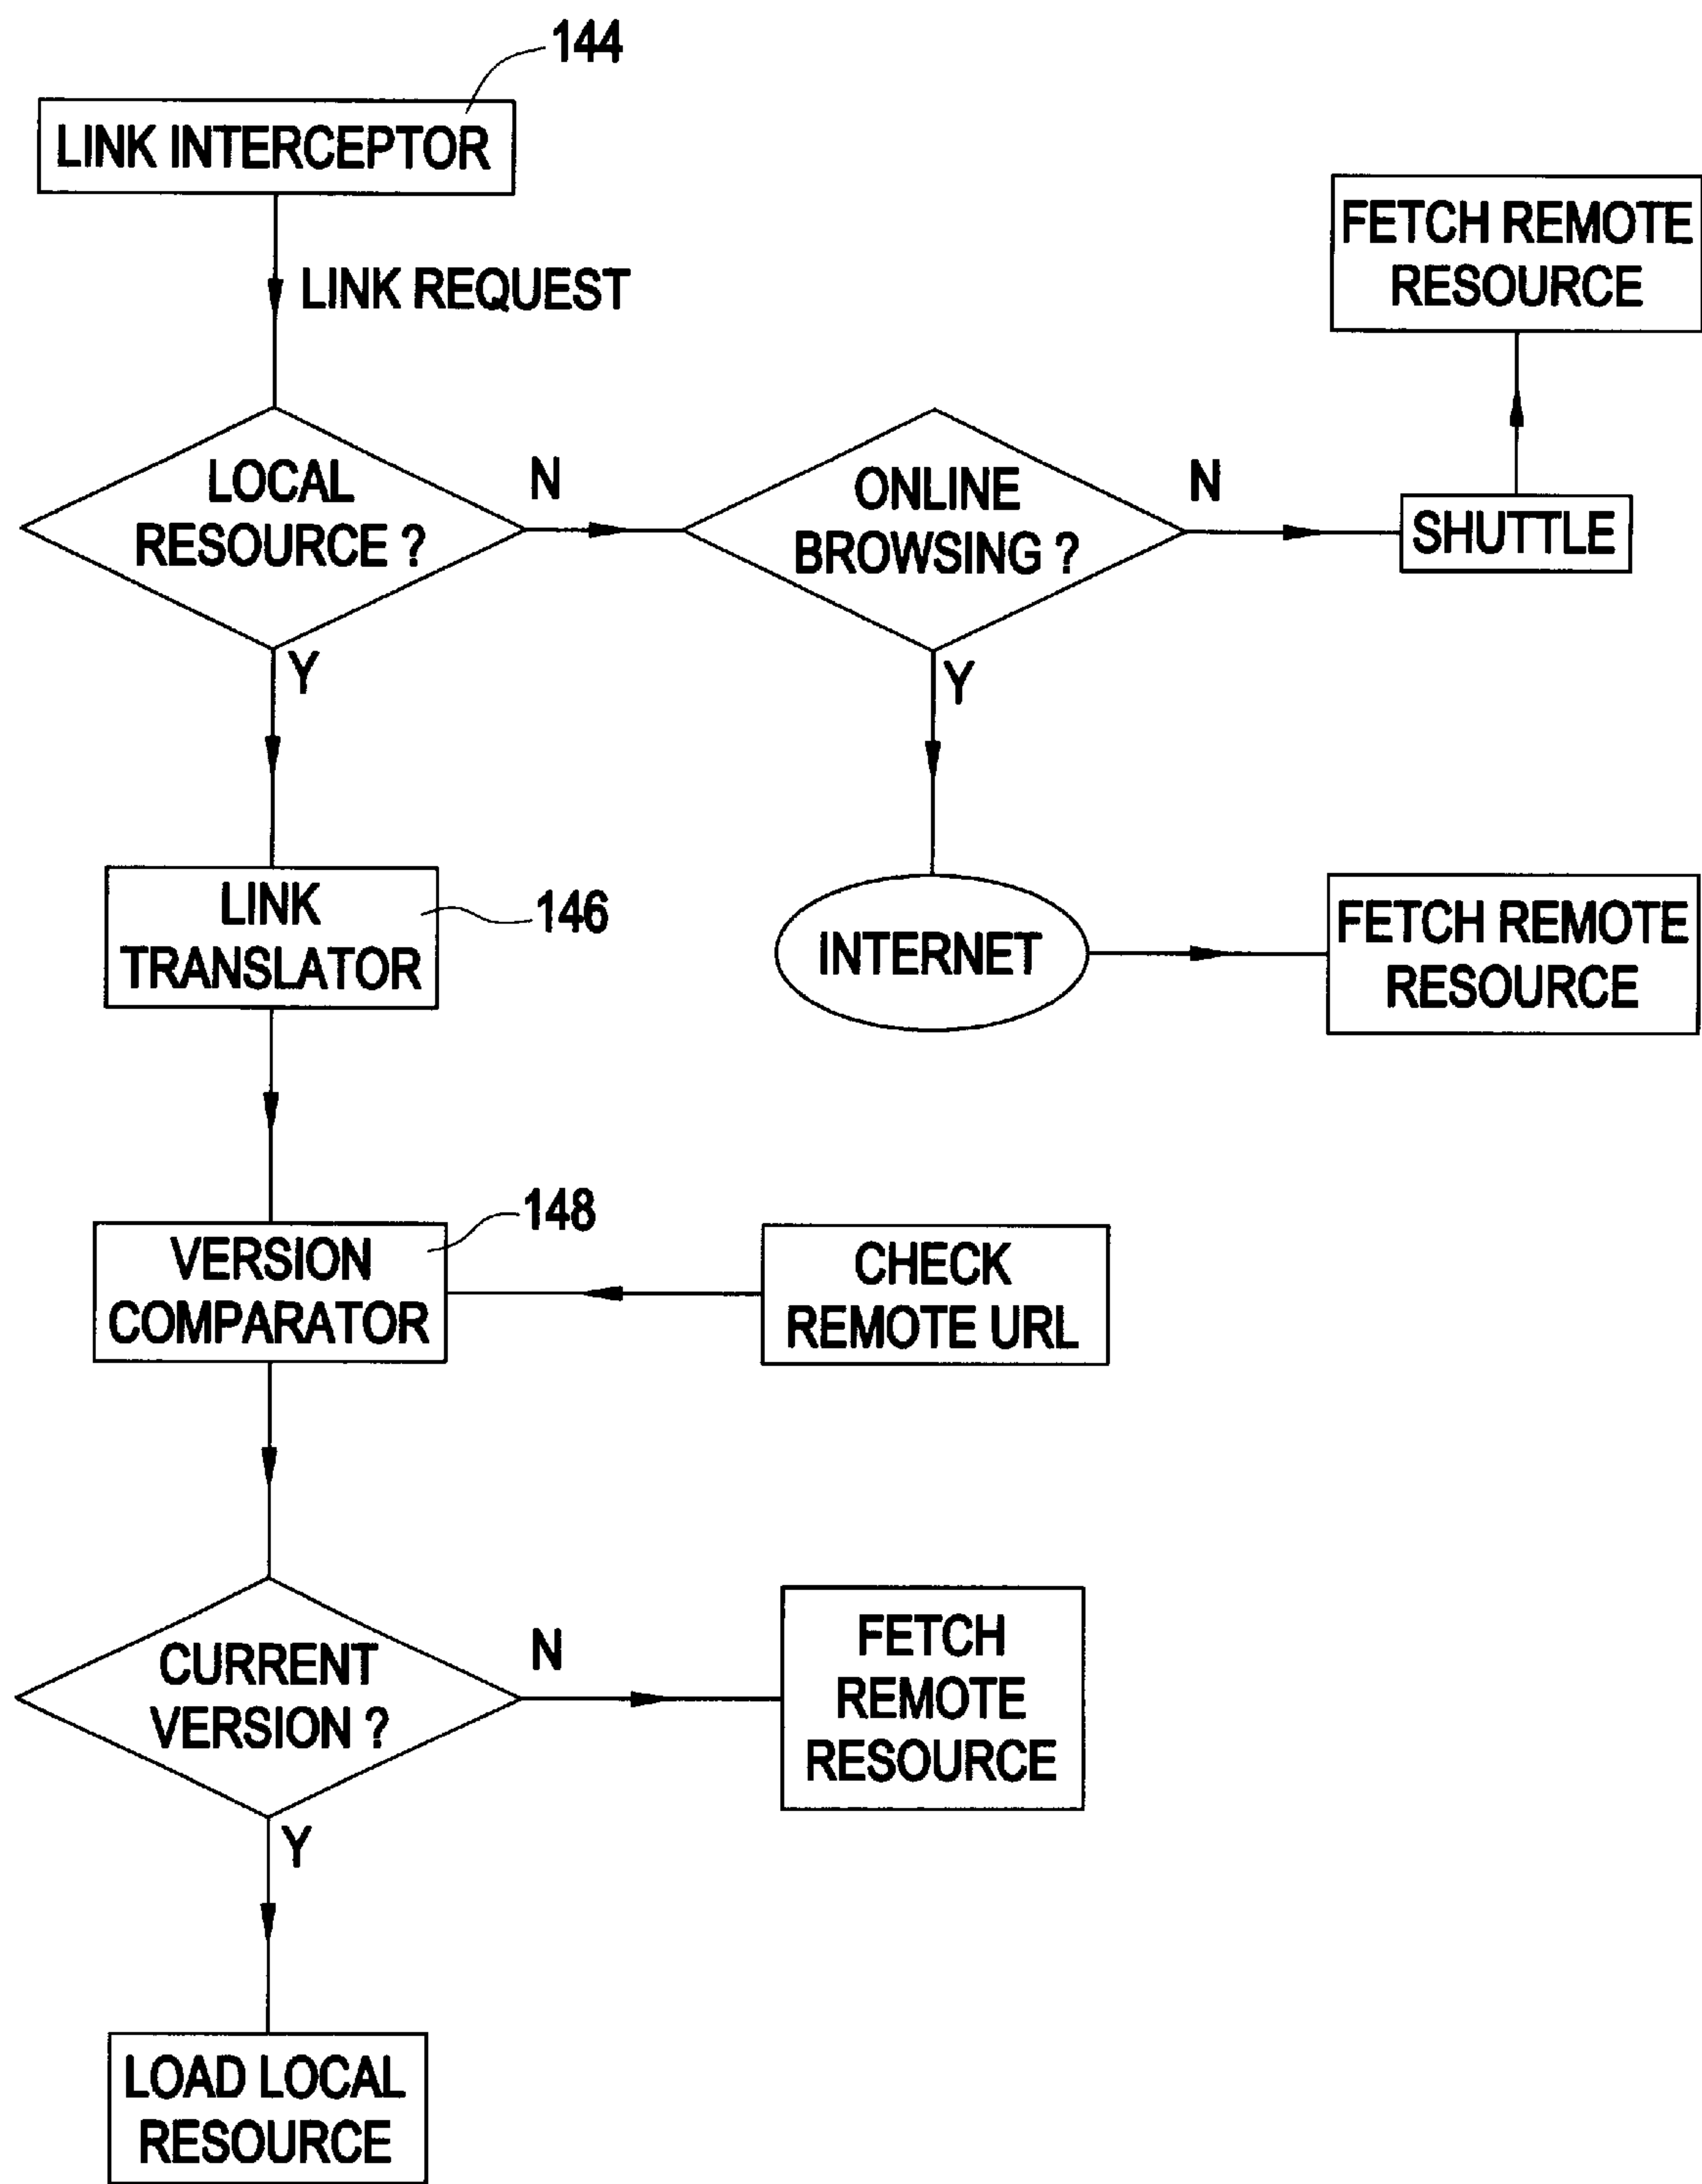 144
LINK INTERCEPTOR
LINK REQUEST
FETCH REMOTE
RESOURCE
LOCAL
RESOURCE ?
N
ONLINE
BROWSING ?
N
SHUTTLE
Y
Y
LINK
TRANSLATOR
146
INTERNET
FETCH REMOTE
RESOURCE
148
VERSION
COMPARATOR
CHECK
REMOTE URL
CURRENT
VERSION ?
N
FETCH
REMOTE
RESOURCE
Y
LOAD LOCAL
RESOURCE